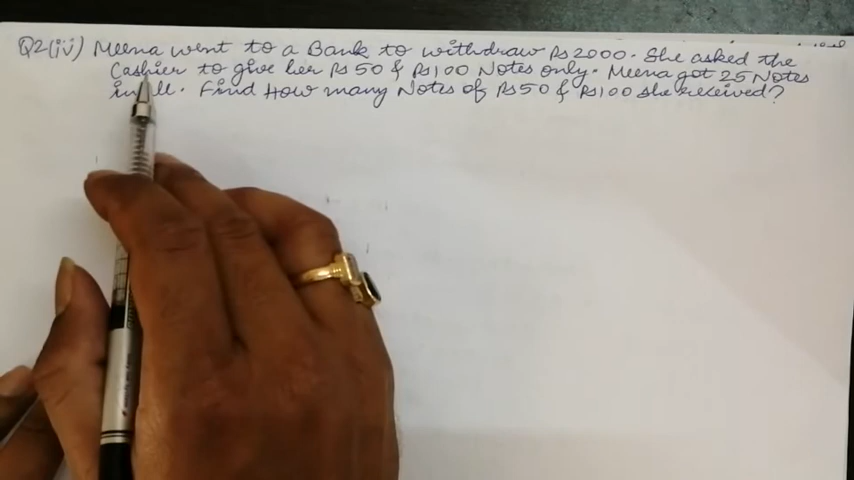 Q2(iv) Meena went to a Bank to withdraw Rs 2000. She asked the
Cashier to give her Rs 50 & Rs 100 Notes only. Meena got 25 Notes
in all. Find How many Notes of Rs 50 & Rs 100 she received?